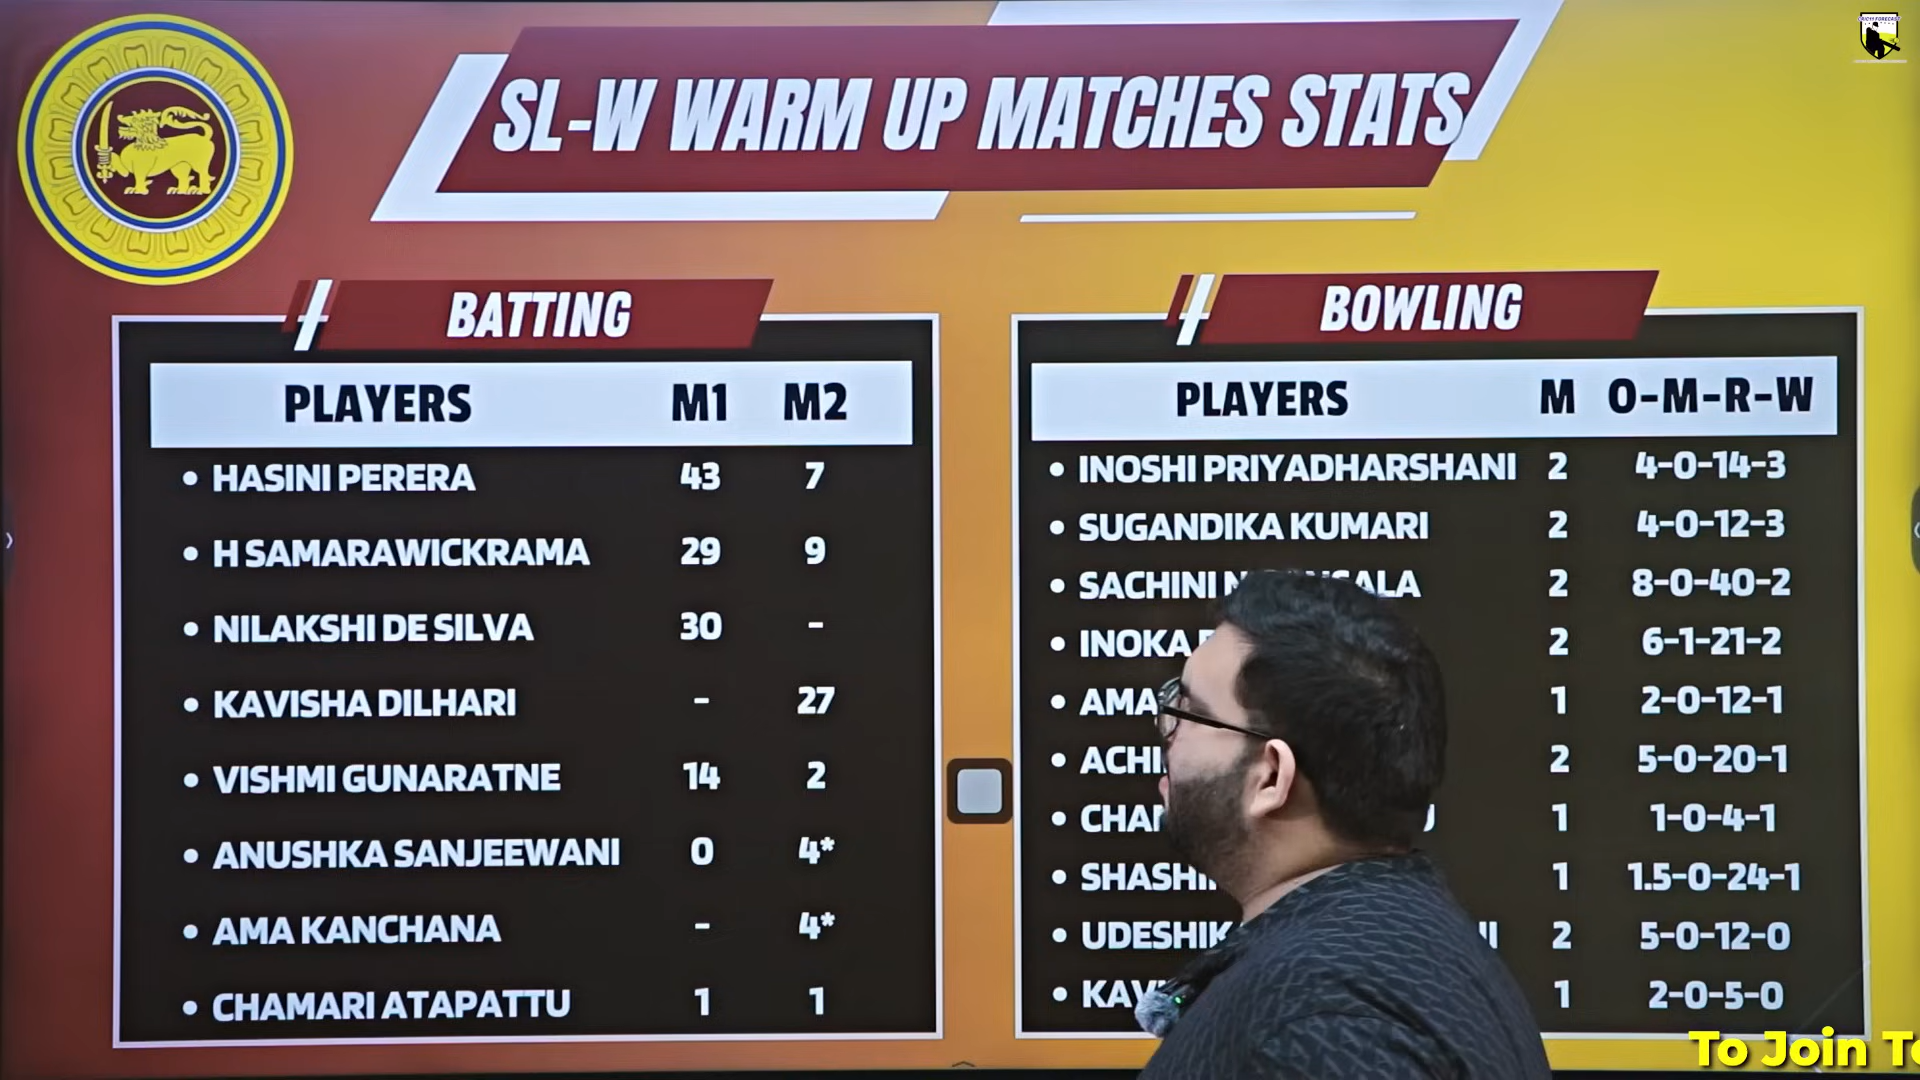 SL-W WARM UP MATCHES STATS
BATTING
PLAYERS M1 M2
• HASINI PERERA 43 7
• H SAMARAWICKRAMA 29 9
• NILAKSHI DE SILVA 30 -
• KAVISHA DILHARI - 27
• VISHMI GUNARATNE 14 2
• ANUSHKA SANJEEWANI 0 4*
• AMA KANCHANA - 4*
• CHAMARI ATAPATTU 1 1
BOWLING
PLAYERS M O-M-R-W
• INOSHI PRIYADHARSHANI 2 4-0-14-3
• SUGANDIKA KUMARI 2 4-0-12-3
• SACHINI 2 8-0-40-2
• INOKA 2 6-1-21-2
• AMA 1 2-0-12-1
• 2 5-0-20-1
• 1 1-0-4-1
• 1 1.5-0-24-1
• 2 5-0-12-0
• 1 2-0-5-0
To Join